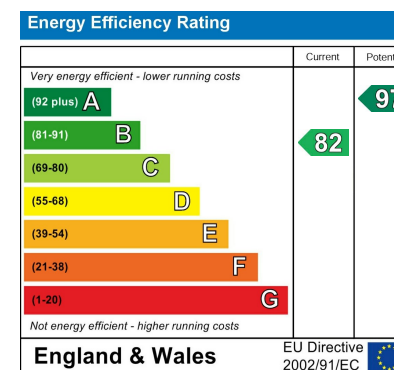 Energy Efficiency Rating
Current Potent
Very energy efficient - lower running costs
(92 plus) A
(81-91) B
(69-80) C
(55-68) D
(39-54) E
(21-38) F
(1-20) G
82
97
Not energy efficient - higher running costs
England & Wales
EU Directive
2002/91/EC